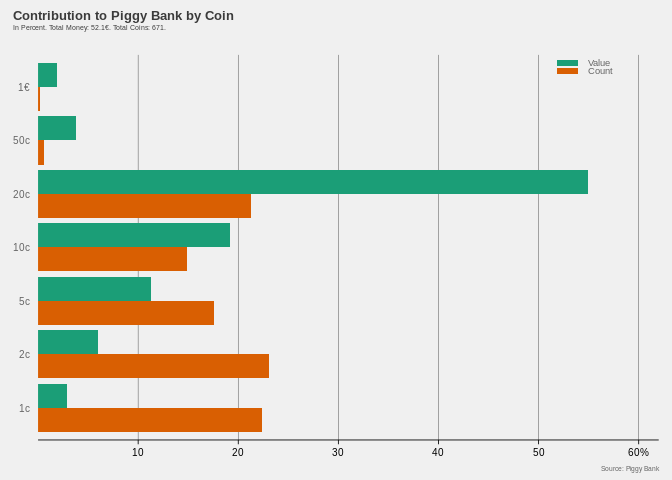 Contribution to Piggy Bank by Coin
In Percent. Total Money: 52.1€. Total Coins: 671.
Value
Count
1€
50c
20c
10c
5c
2c
1c
10 20 30 40 50 60%
Source: Piggy Bank